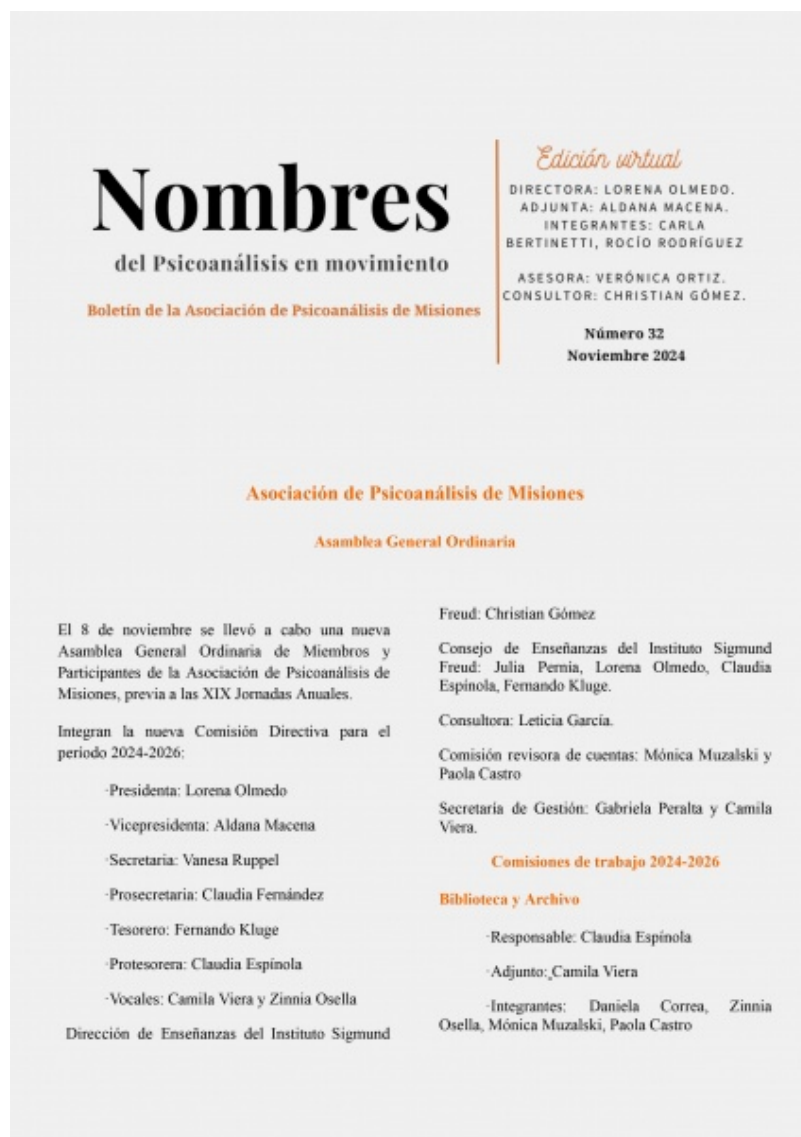 Nombres
del Psicoanálisis en movimiento
Boletín de la Asociación de Psicoanálisis de Misiones
Edición virtual
DIRECTORA: LORENA OLMEDO.
ADJUNTA: ALDANA MACENA.
INTEGRANTES: CARLA
BERTINETTI, ROCÍO RODRÍGUEZ
ASESORA: VERÓNICA ORTIZ.
CONSULTOR: CHRISTIAN GÓMEZ.
Número 32
Noviembre 2024
Asociación de Psicoanálisis de Misiones
Asamblea General Ordinaria
El 8 de noviembre se llevó a cabo una nueva
Asamblea General Ordinaria de Miembros y
Participantes de la Asociación de Psicoanálisis de
Misiones, previa a las XIX Jornadas Anuales.
Integran la nueva Comisión Directiva para el
periodo 2024-2026:
·Presidenta: Lorena Olmedo
·Vicepresidenta: Aldana Macena
·Secretaria: Vanesa Ruppel
·Prosecretaria: Claudia Fernández
·Tesorero: Fernando Kluge
·Protesorera: Claudia Espínola
·Vocales: Camila Viera y Zinnia Osella
Dirección de Enseñanzas del Instituto Sigmund
Freud: Christian Gómez
Consejo de Enseñanzas del Instituto Sigmund
Freud: Julia Pernía, Lorena Olmedo, Claudia
Espínola, Fernando Kluge.
Consultora: Leticia García.
Comisión revisora de cuentas: Mónica Muzalski y
Paola Castro
Secretaría de Gestión: Gabriela Peralta y Camila
Viera.
Comisiones de trabajo 2024-2026
Biblioteca y Archivo
·Responsable: Claudia Espínola
·Adjunto: Camila Viera
·Integrantes: Daniela Correa, Zinnia
Osella, Mónica Muzalski, Paola Castro